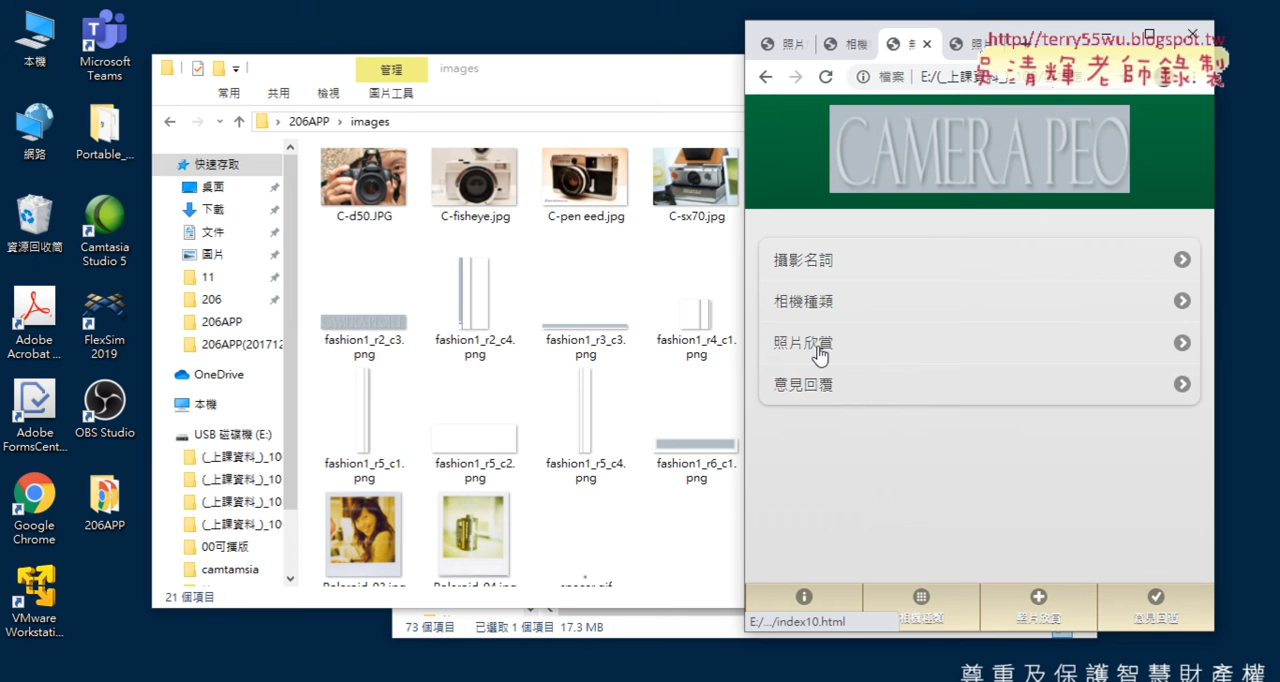 本機
Microsoft
Teams
網路
Portable_...
資源回收筒
Camtasia
Studio 5
Adobe
Acrobat ...
FlexSim
2019
Adobe
FormsCent...
OBS Studio
Google
Chrome
206APP
VMware
Workstati...
管理
images
常用
共用
檢視
圖片工具
206APP
images
快速存取
桌面
下載
文件
圖片
11
206
206APP
206APP(201712
OneDrive
本機
USB 磁碟機 (E:)
(_上課資料_)_10
(_上課資料_)_10
(_上課資料_)_10
(_上課資料_)_10
00可攜版
camtamsia
C-d50.JPG
C-fisheye.jpg
C-pen eed.jpg
C-sx70.jpg
fashion1_r2_c3.
png
fashion1_r2_c4.
png
fashion1_r3_c3.
png
fashion1_r4_c1.
png
fashion1_r5_c1.
png
fashion1_r5_c2.
png
fashion1_r5_c4.
png
fashion1_r6_c1.
png
21 個項目
73 個項目
已選取 1 個項目 17.3 MB
照片
相機
照片
http://terry55wu.blogspot.tw
吳清輝老師錄製
檔案
CAMERA PEO
攝影名詞
相機種類
照片欣賞
意見回覆
E:/.../index10.html
相機種類
照片欣賞
意見回覆
尊重及保護智慧財產權